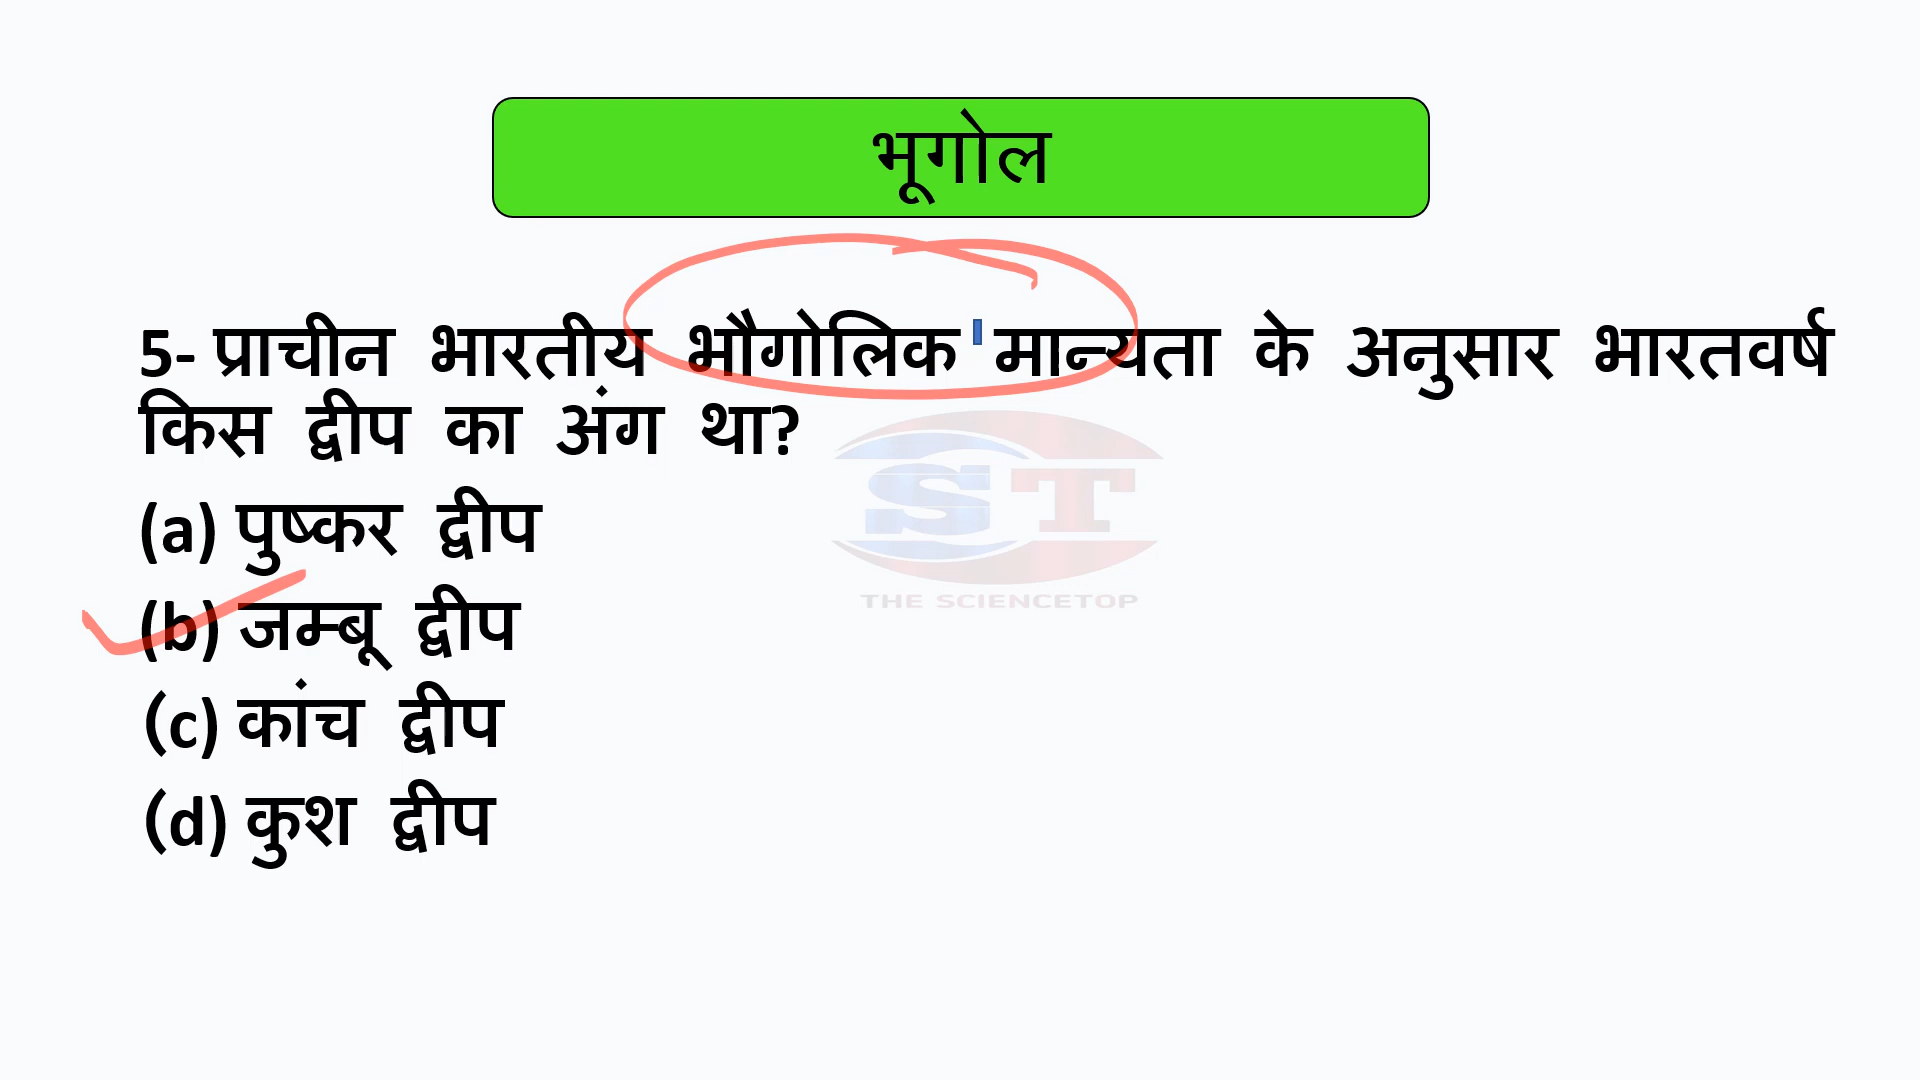 भूगोल
5- प्राचीन भारतीय भौगोलिक मान्यता के अनुसार भारतवर्ष
किस द्वीप का अंग था?
ST
THE SCIENCETOP
(a) पुष्कर द्वीप
(b) जम्बू द्वीप
(c) कांच द्वीप
(d) कुश द्वीप